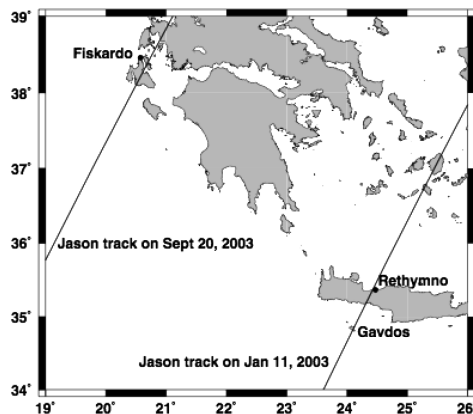 39˚
Fiskardo
38˚
37˚
36˚
Jason track on Sept 20, 2003
Rethymno
35˚
Gavdos
Jason track on Jan 11, 2003
34˚
19˚ 20˚ 21˚ 22˚ 23˚ 24˚ 25˚ 26˚